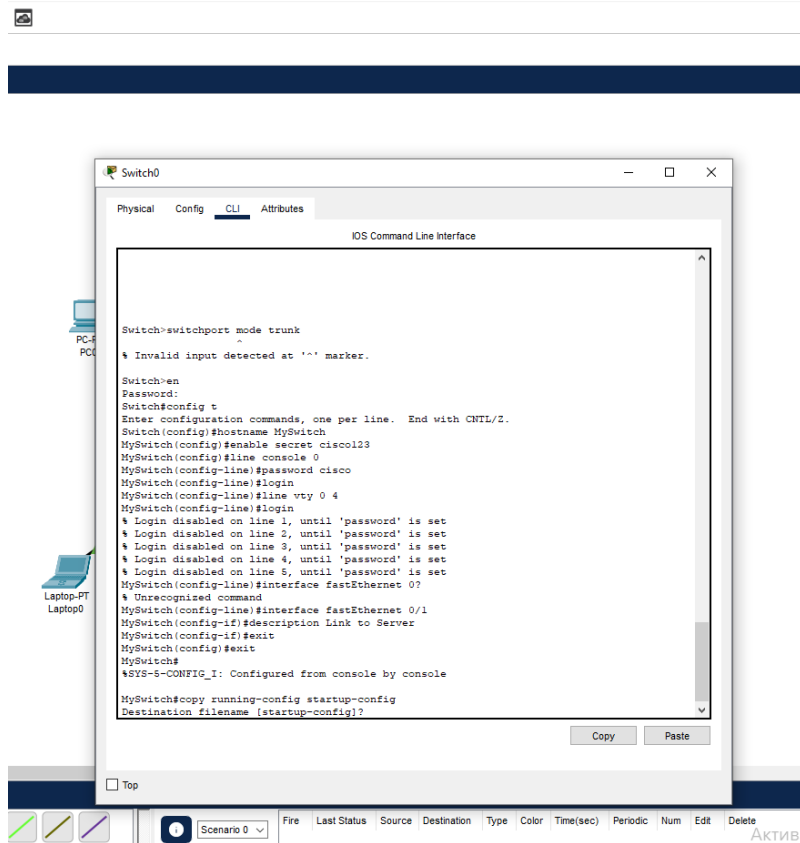 Switch0
Physical Config CLI Attributes
IOS Command Line Interface
Switch>switchport mode trunk
^
% Invalid input detected at '^' marker.
Switch>en
Password:
Switch#config t
Enter configuration commands, one per line. End with CNTL/Z.
Switch(config)#hostname MySwitch
MySwitch(config)#enable secret cisco123
MySwitch(config)#line console 0
MySwitch(config-line)#password cisco
MySwitch(config-line)#login
MySwitch(config-line)#line vty 0 4
MySwitch(config-line)#login
% Login disabled on line 1, until 'password' is set
% Login disabled on line 2, until 'password' is set
% Login disabled on line 3, until 'password' is set
% Login disabled on line 4, until 'password' is set
% Login disabled on line 5, until 'password' is set
MySwitch(config-line)#interface fastEthernet 0?
% Unrecognized command
MySwitch(config-line)#interface fastEthernet 0/1
MySwitch(config-if)#description Link to Server
MySwitch(config-if)#exit
MySwitch(config)#exit
MySwitch#
%SYS-5-CONFIG_I: Configured from console by console
MySwitch#copy running-config startup-config
Destination filename [startup-config]?
Copy Paste
Top
PC-P
PC0
Laptop-PT
Laptop0
Scenario 0
Fire Last Status Source Destination Type Color Time(sec) Periodic Num Edit Delete
Актив